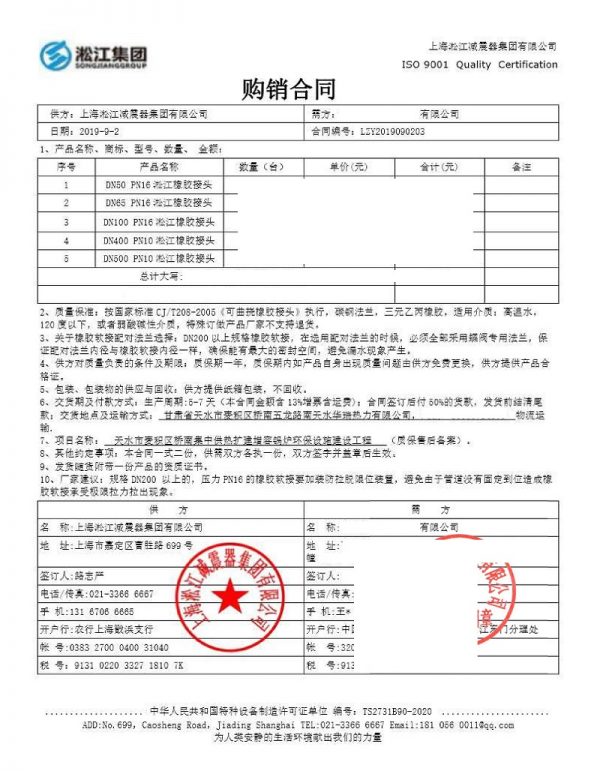 淞江集团
SONGJIANGGROUP
上海淞江减震器集团有限公司
ISO 9001 Quality Certification
购销合同
供方：上海淞江减震器集团有限公司 需方： 有限公司
日期：2019-9-2 合同编号：LZY2019090203
1、产品名称、商标、型号、数量、 金额：
序号 产品名称 数量（台） 单价(元) 合计(元) 备注
1 DN50 PN16 淞江橡胶接头
2 DN65 PN16 淞江橡胶接头
3 DN100 PN16 淞江橡胶接头
4 DN400 PN10 淞江橡胶接头
5 DN500 PN10 淞江橡胶接头
总计大写：
2、质量保准：按国家标准 CJ/T208-2005《可曲挠橡胶接头》执行，碳钢法兰，三元乙丙橡胶，适用介质：高温水，
120 度以下，或者弱酸碱性介质，特殊订做产品厂家不支持退货。
3、关于橡胶软接配对法兰选择：DN200 以上规格橡胶软接，在选用配对法兰的时候，必须全部采用蝶阀专用法兰，保
证配对法兰内径与橡胶软接内径一样，确保能有最大的密封空间，避免漏水现象产生。
4、供方对质量负责的条件及期限：质保期一年，质保期内如产品自身出现质量问题由供方免费更换，供方提供产品合
格证。
5、包装、包装物的供应与回收：供方提供纸箱包装，不回收。
6、交货期及付款方式：生产周期:5-7 天（本合同金额含 13%增票含运费）；合同签订后付 50%的货款，发货前结清尾
款；交货地点及运输方式：甘肃省天水市麦积区桥南五龙路南天水华瑞热力有限公司， 物流运
输.
7、项目名称：天水市麦积区桥南集中供热扩建增容锅炉环保设施建设工程 （质保售后备案）。
8、其他约定事项：本合同一式二份，供需双方各执一份，双方签字并盖章后生效。
9、发货随货附带一份产品的资质证书。
10、厂家建议：规格 DN200 以上的，压力 PN16 的橡胶软接要加装防拉脱限位装置，避免由于管道没有固定到位造成橡
胶软接承受极限拉力拉出现象。
供 方 需 方
名 称：上海淞江减震器集团有限公司 名 称： 有限公司
地 址：上海市嘉定区曹胜路 699 号 地 址：
幢
签订人：路志严 签订人：
电话/传真:021-3366 6667 电话/传真:
手 机:131 6706 6665 手 机：王*
开户行:农行上海戬浜支行 开户行:中国 江东门分理处
帐 号:0383 2700 0400 31040 帐 号:320
税 号：9131 0220 3327 1810 7K 税 号:913
上海淞江减震器集团有限公司
限公司
章
中华人民共和国特种设备制造许可证单位 编号：TS2731B90-2020
ADD:No.699, Caosheng Road, Jiading Shanghai TEL:021-3366 6667 Email:181 056 0011@qq.com
为人类安静的生活环境献出我们的力量